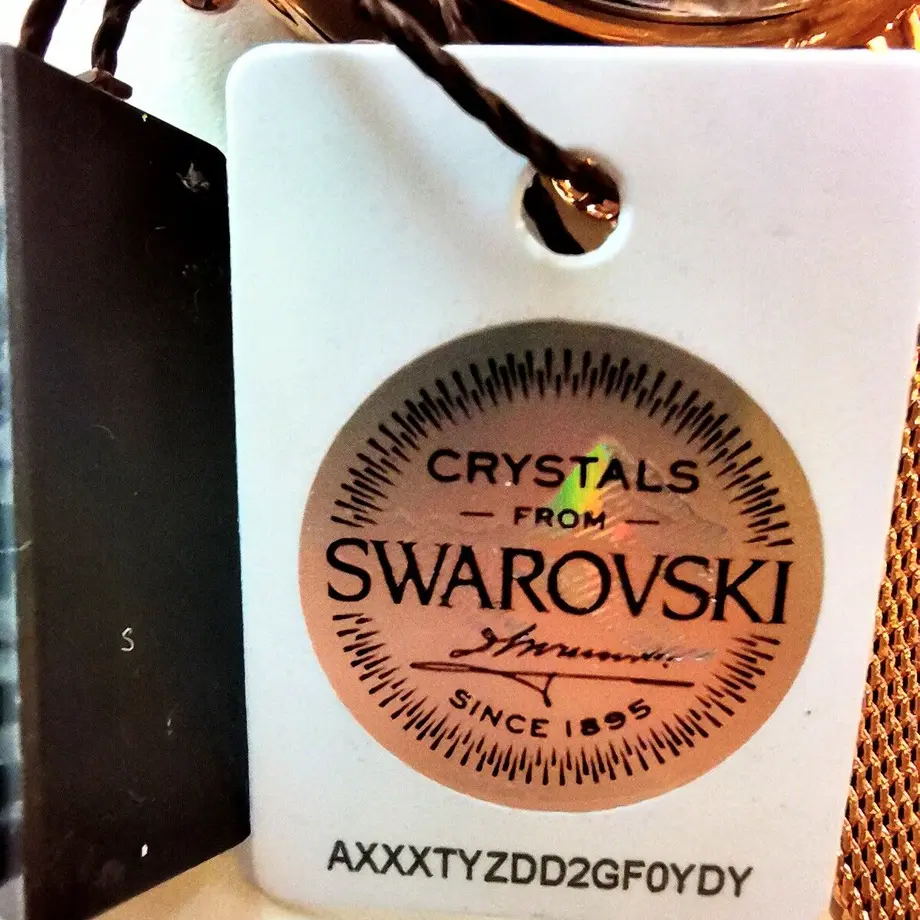 CRYSTALS
FROM
SWAROVSKI
SINCE 1895
AXXXTYZDD2GF0YDY
S